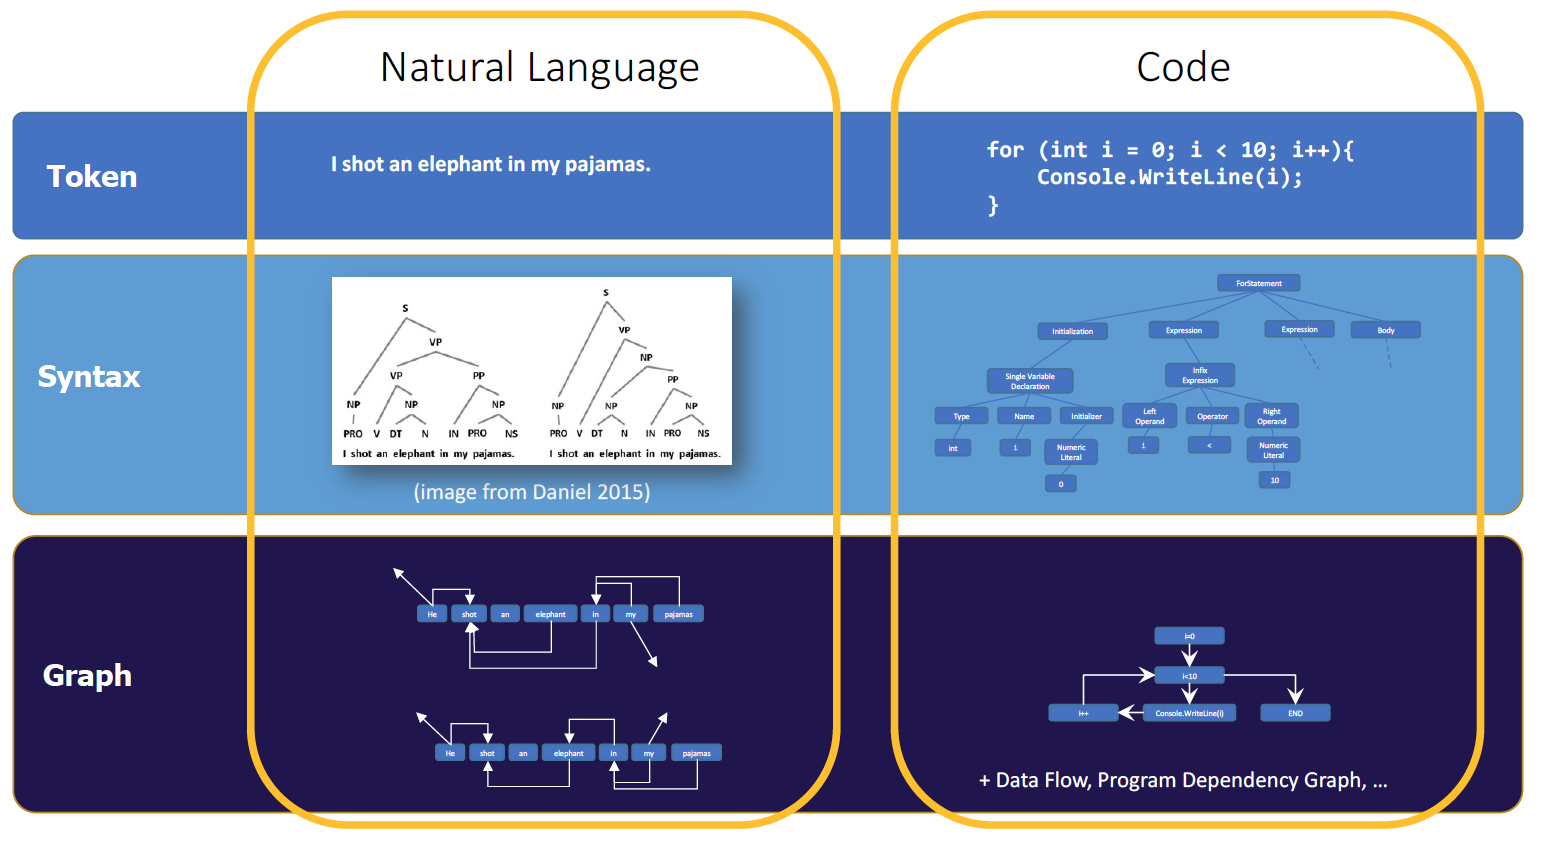 Natural Language
Code
Token
I shot an elephant in my pajamas.
for (int i = 0; i < 10; i++){
Console.WriteLine(i);
}
Syntax
S
VP
VP PP
NP NP NP
PRO V DT N IN PRO NS
I shot an elephant in my pajamas.
S
VP
NP
PP
NP NP NP
PRO V DT N IN PRO NS
I shot an elephant in my pajamas.
(image from Daniel 2015)
ForStatement
Initialization Expression Expression Body
Single Variable
Declaration
Infix
Expression
Type Name Initializer
Left
Operand
Operator
Right
Operand
int i
Numeric
Literal
i <
Numeric
Literal
0
10
Graph
He shot an elephant in my pajamas
He shot an elephant in my pajamas
i=0
i<10
i++ Console.WriteLine(i) END
+ Data Flow, Program Dependency Graph, ...